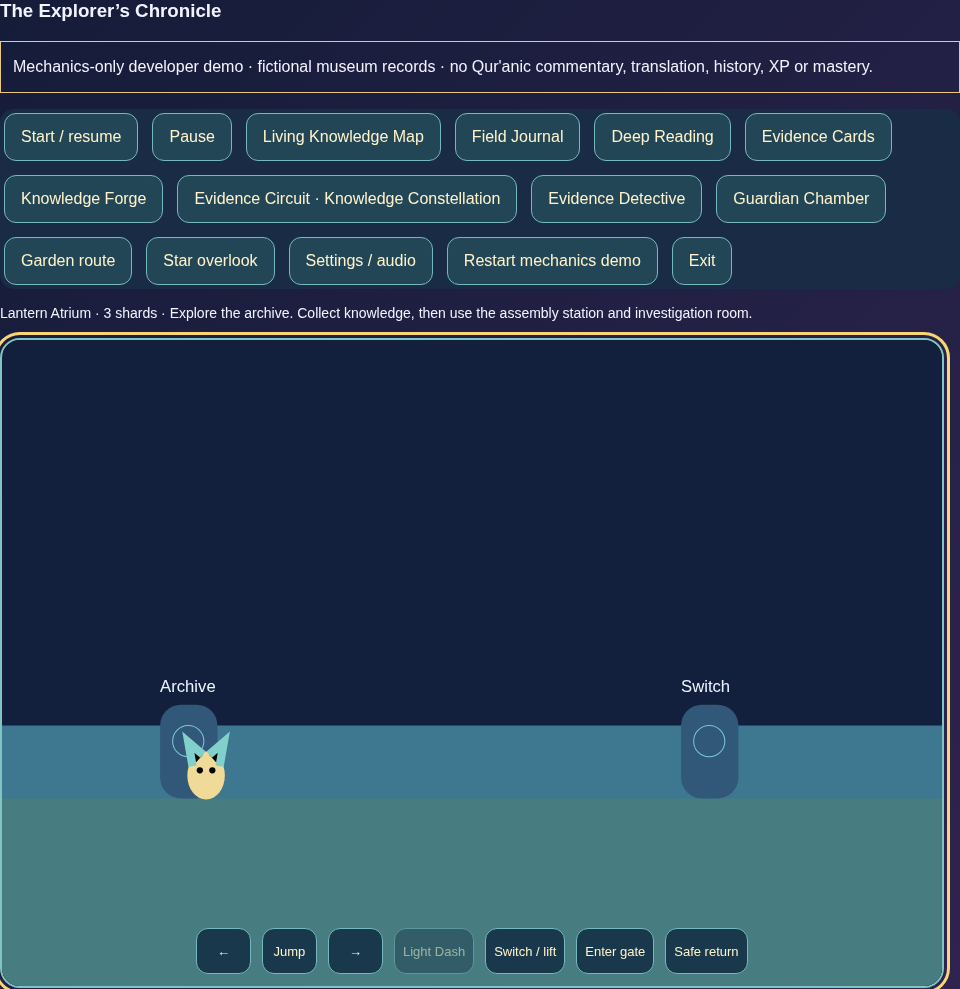 The Explorer’s Chronicle
Mechanics-only developer demo · fictional museum records · no Qur'anic commentary, translation, history, XP or mastery.
Start / resume Pause Living Knowledge Map Field Journal Deep Reading Evidence Cards
Knowledge Forge Evidence Circuit · Knowledge Constellation Evidence Detective Guardian Chamber
Garden route Star overlook Settings / audio Restart mechanics demo Exit
Lantern Atrium · 3 shards · Explore the archive. Collect knowledge, then use the assembly station and investigation room.
Archive Switch
← Jump → Light Dash Switch / lift Enter gate Safe return